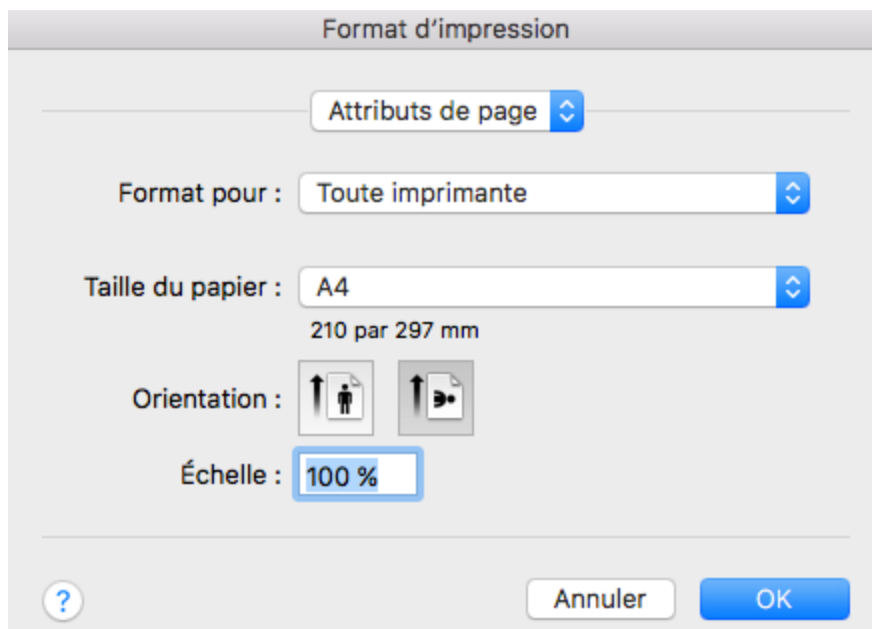 Format d’impression
Attributs de page
Format pour : Toute imprimante
Taille du papier : A4
210 par 297 mm
Orientation :
Échelle : 100 %
? Annuler OK